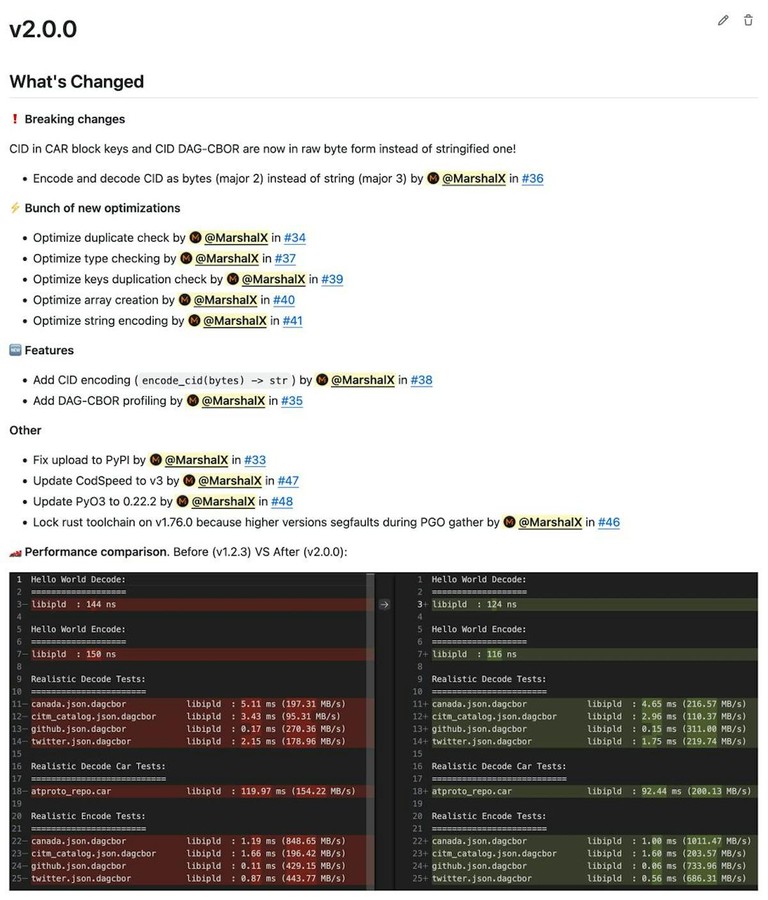 v2.0.0
What's Changed
❗ Breaking changes
CID in CAR block keys and CID DAG-CBOR are now in raw byte form instead of stringified one!
• Encode and decode CID as bytes (major 2) instead of string (major 3) by @MarshalX in #36
⚡ Bunch of new optimizations
• Optimize duplicate check by @MarshalX in #34
• Optimize type checking by @MarshalX in #37
• Optimize keys duplication check by @MarshalX in #39
• Optimize array creation by @MarshalX in #40
• Optimize string encoding by @MarshalX in #41
🆕 Features
• Add CID encoding ( encode_cid(bytes) -> str ) by @MarshalX in #38
• Add DAG-CBOR profiling by @MarshalX in #35
Other
• Fix upload to PyPI by @MarshalX in #33
• Update CodSpeed to v3 by @MarshalX in #47
• Update PyO3 to 0.22.2 by @MarshalX in #48
• Lock rust toolchain on v1.76.0 because higher versions segfaults during PGO gather by @MarshalX in #46
🏎️ Performance comparison. Before (v1.2.3) VS After (v2.0.0):
1 Hello World Decode:
2 ===================
3− libipld : 144 ns
4
5 Hello World Encode:
6 ===================
7− libipld : 150 ns
8
9 Realistic Decode Tests:
10 =======================
11− canada.json.dagcbor libipld : 5.11 ms (197.31 MB/s)
12− citm_catalog.json.dagcbor libipld : 3.43 ms (95.31 MB/s)
13− github.json.dagcbor libipld : 0.17 ms (270.36 MB/s)
14− twitter.json.dagcbor libipld : 2.15 ms (178.96 MB/s)
15
16 Realistic Decode Car Tests:
17 ===========================
18− atproto_repo.car libipld : 119.97 ms (154.22 MB/s)
19
20 Realistic Encode Tests:
21 =======================
22− canada.json.dagcbor libipld : 1.19 ms (848.65 MB/s)
23− citm_catalog.json.dagcbor libipld : 1.66 ms (196.42 MB/s)
24− github.json.dagcbor libipld : 0.11 ms (429.15 MB/s)
25− twitter.json.dagcbor libipld : 0.87 ms (443.77 MB/s)
1 Hello World Decode:
2 ===================
3+ libipld : 124 ns
4
5 Hello World Encode:
6 ===================
7+ libipld : 116 ns
8
9 Realistic Decode Tests:
10 =======================
11+ canada.json.dagcbor libipld : 4.65 ms (216.57 MB/s)
12+ citm_catalog.json.dagcbor libipld : 2.96 ms (110.37 MB/s)
13+ github.json.dagcbor libipld : 0.15 ms (311.00 MB/s)
14+ twitter.json.dagcbor libipld : 1.75 ms (219.74 MB/s)
15
16 Realistic Decode Car Tests:
17 ===========================
18+ atproto_repo.car libipld : 92.44 ms (200.13 MB/s)
19
20 Realistic Encode Tests:
21 =======================
22+ canada.json.dagcbor libipld : 1.00 ms (1011.47 MB/s)
23+ citm_catalog.json.dagcbor libipld : 1.60 ms (203.57 MB/s)
24+ github.json.dagcbor libipld : 0.06 ms (733.96 MB/s)
25+ twitter.json.dagcbor libipld : 0.56 ms (686.31 MB/s)